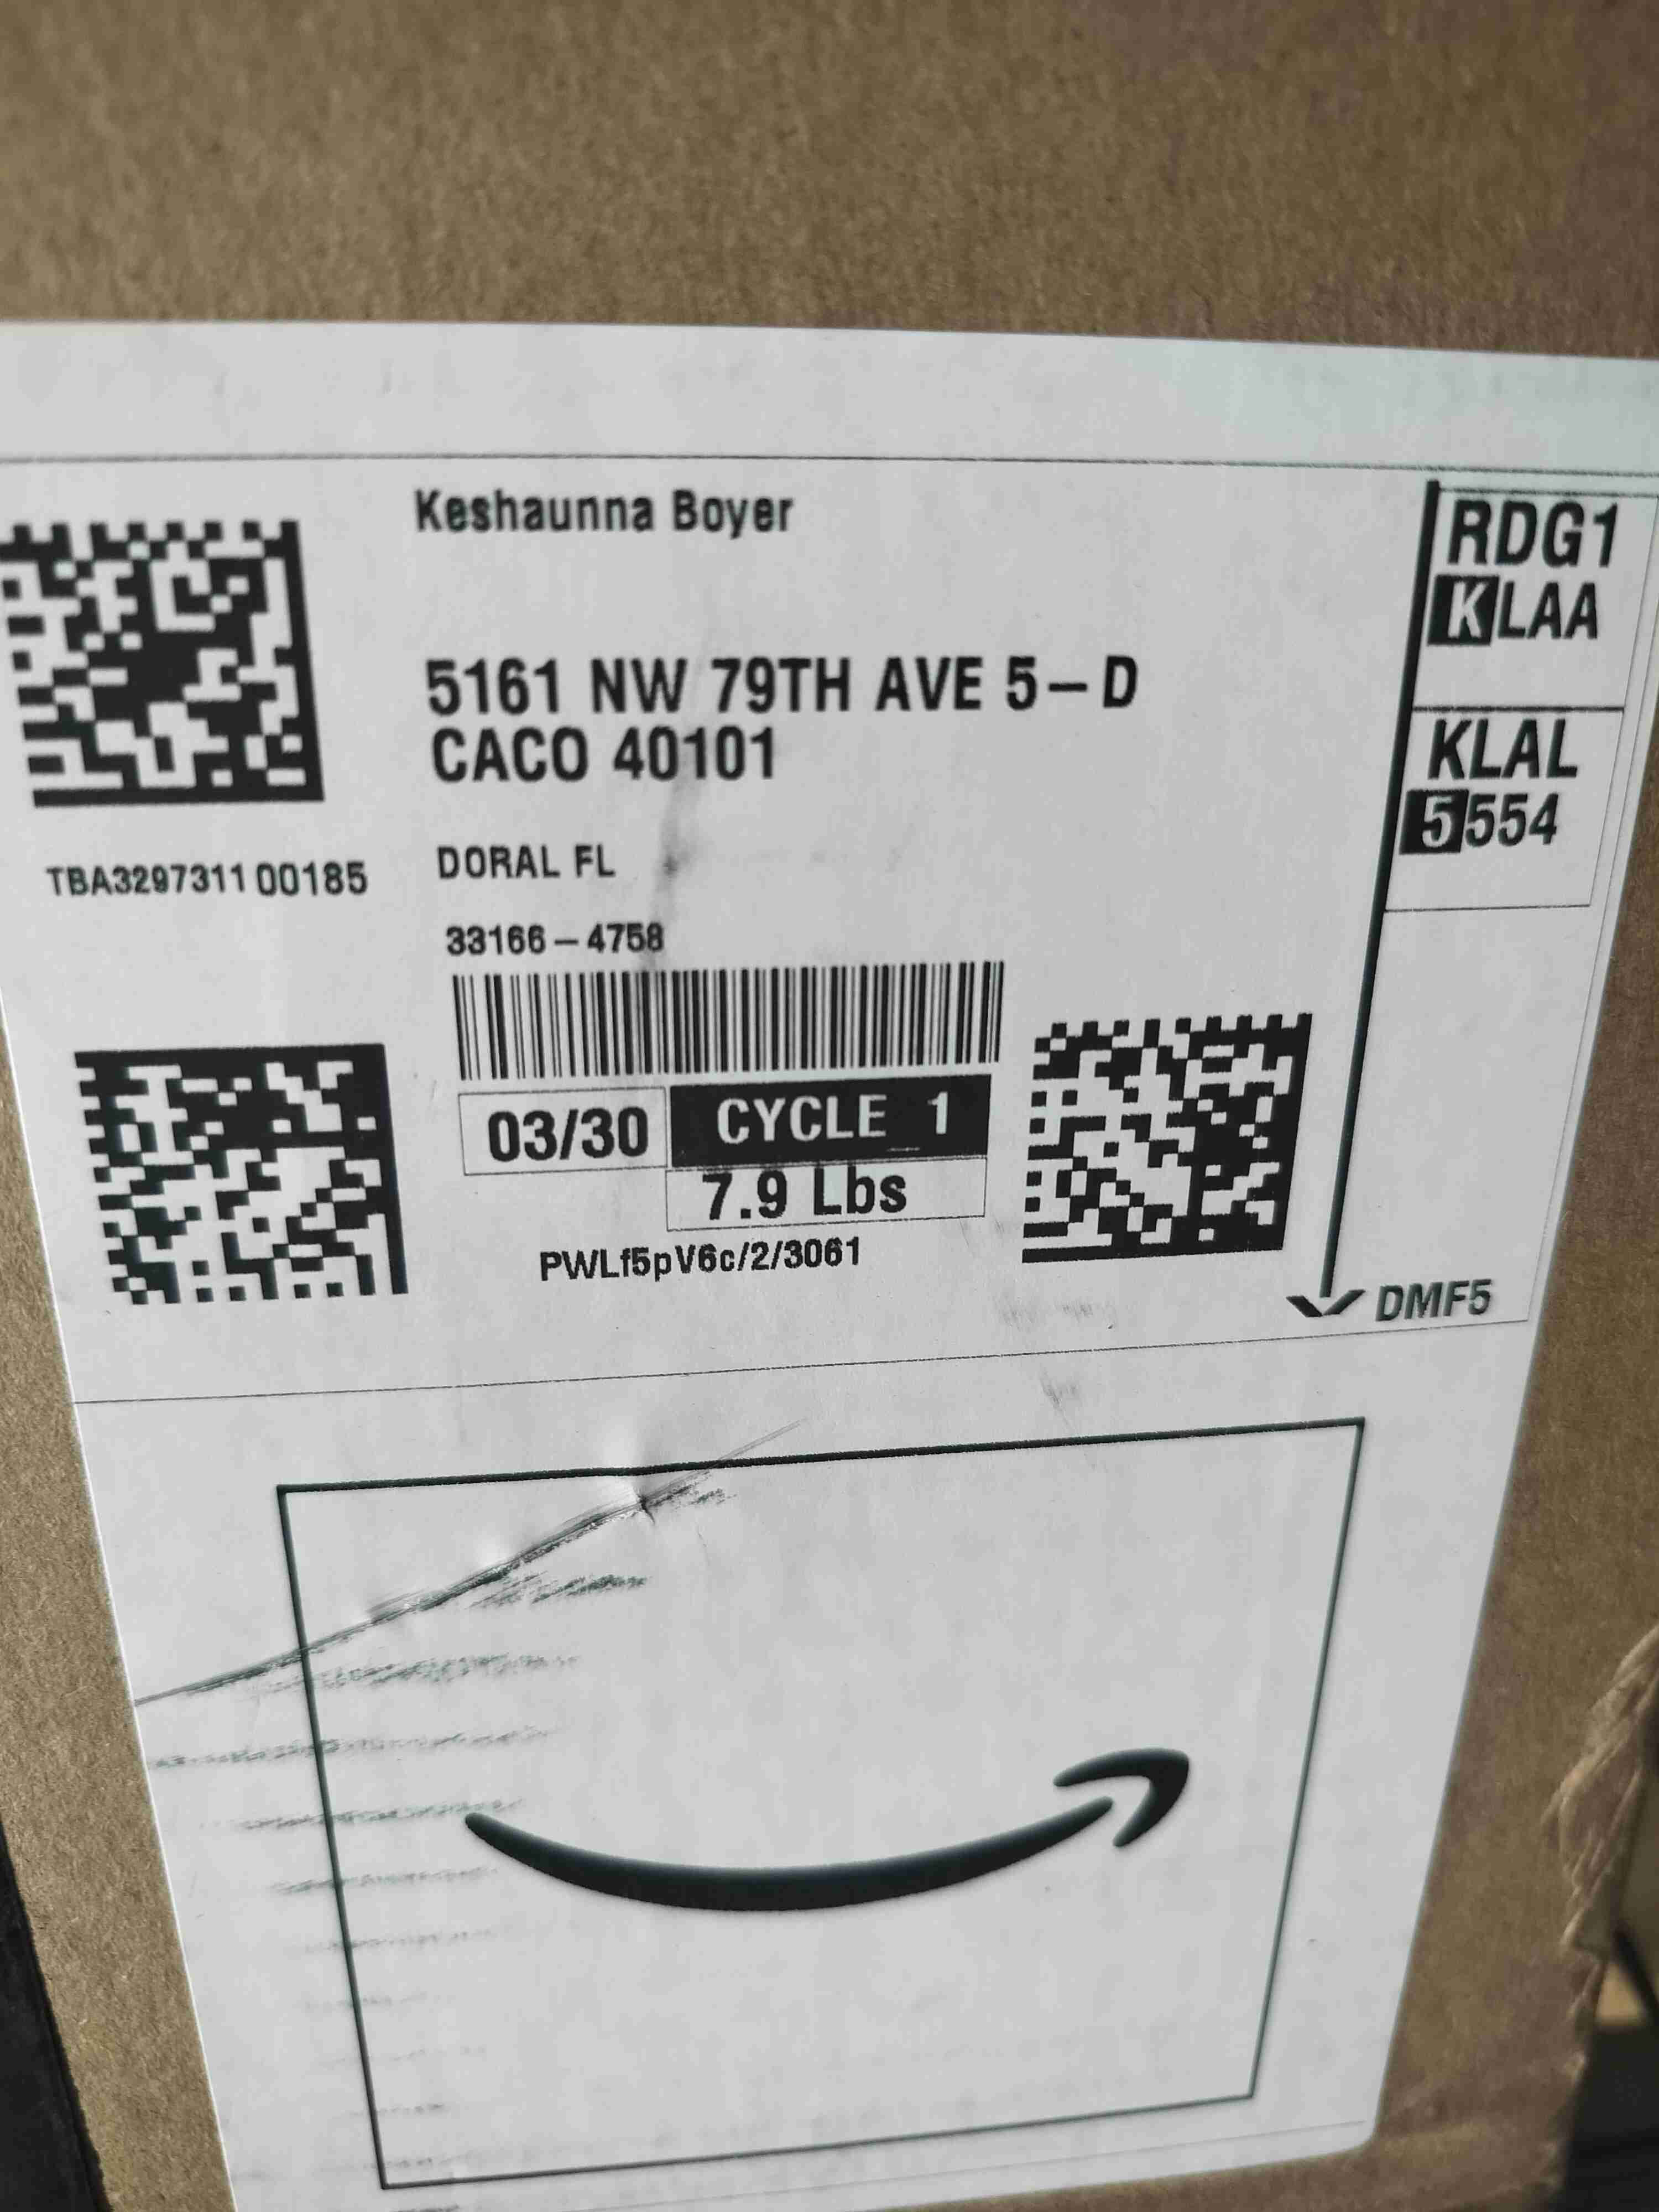 Keshaunna Boyer
5161 NW 79TH AVE 5-D
CACO 40101
DORAL FL
33166-4758
TBA329731100185
03/30
CYCLE 1
7.9 Lbs
PWLf5pV6c/2/3061
RDG1
KLAA
KLAL
5554
DMF5